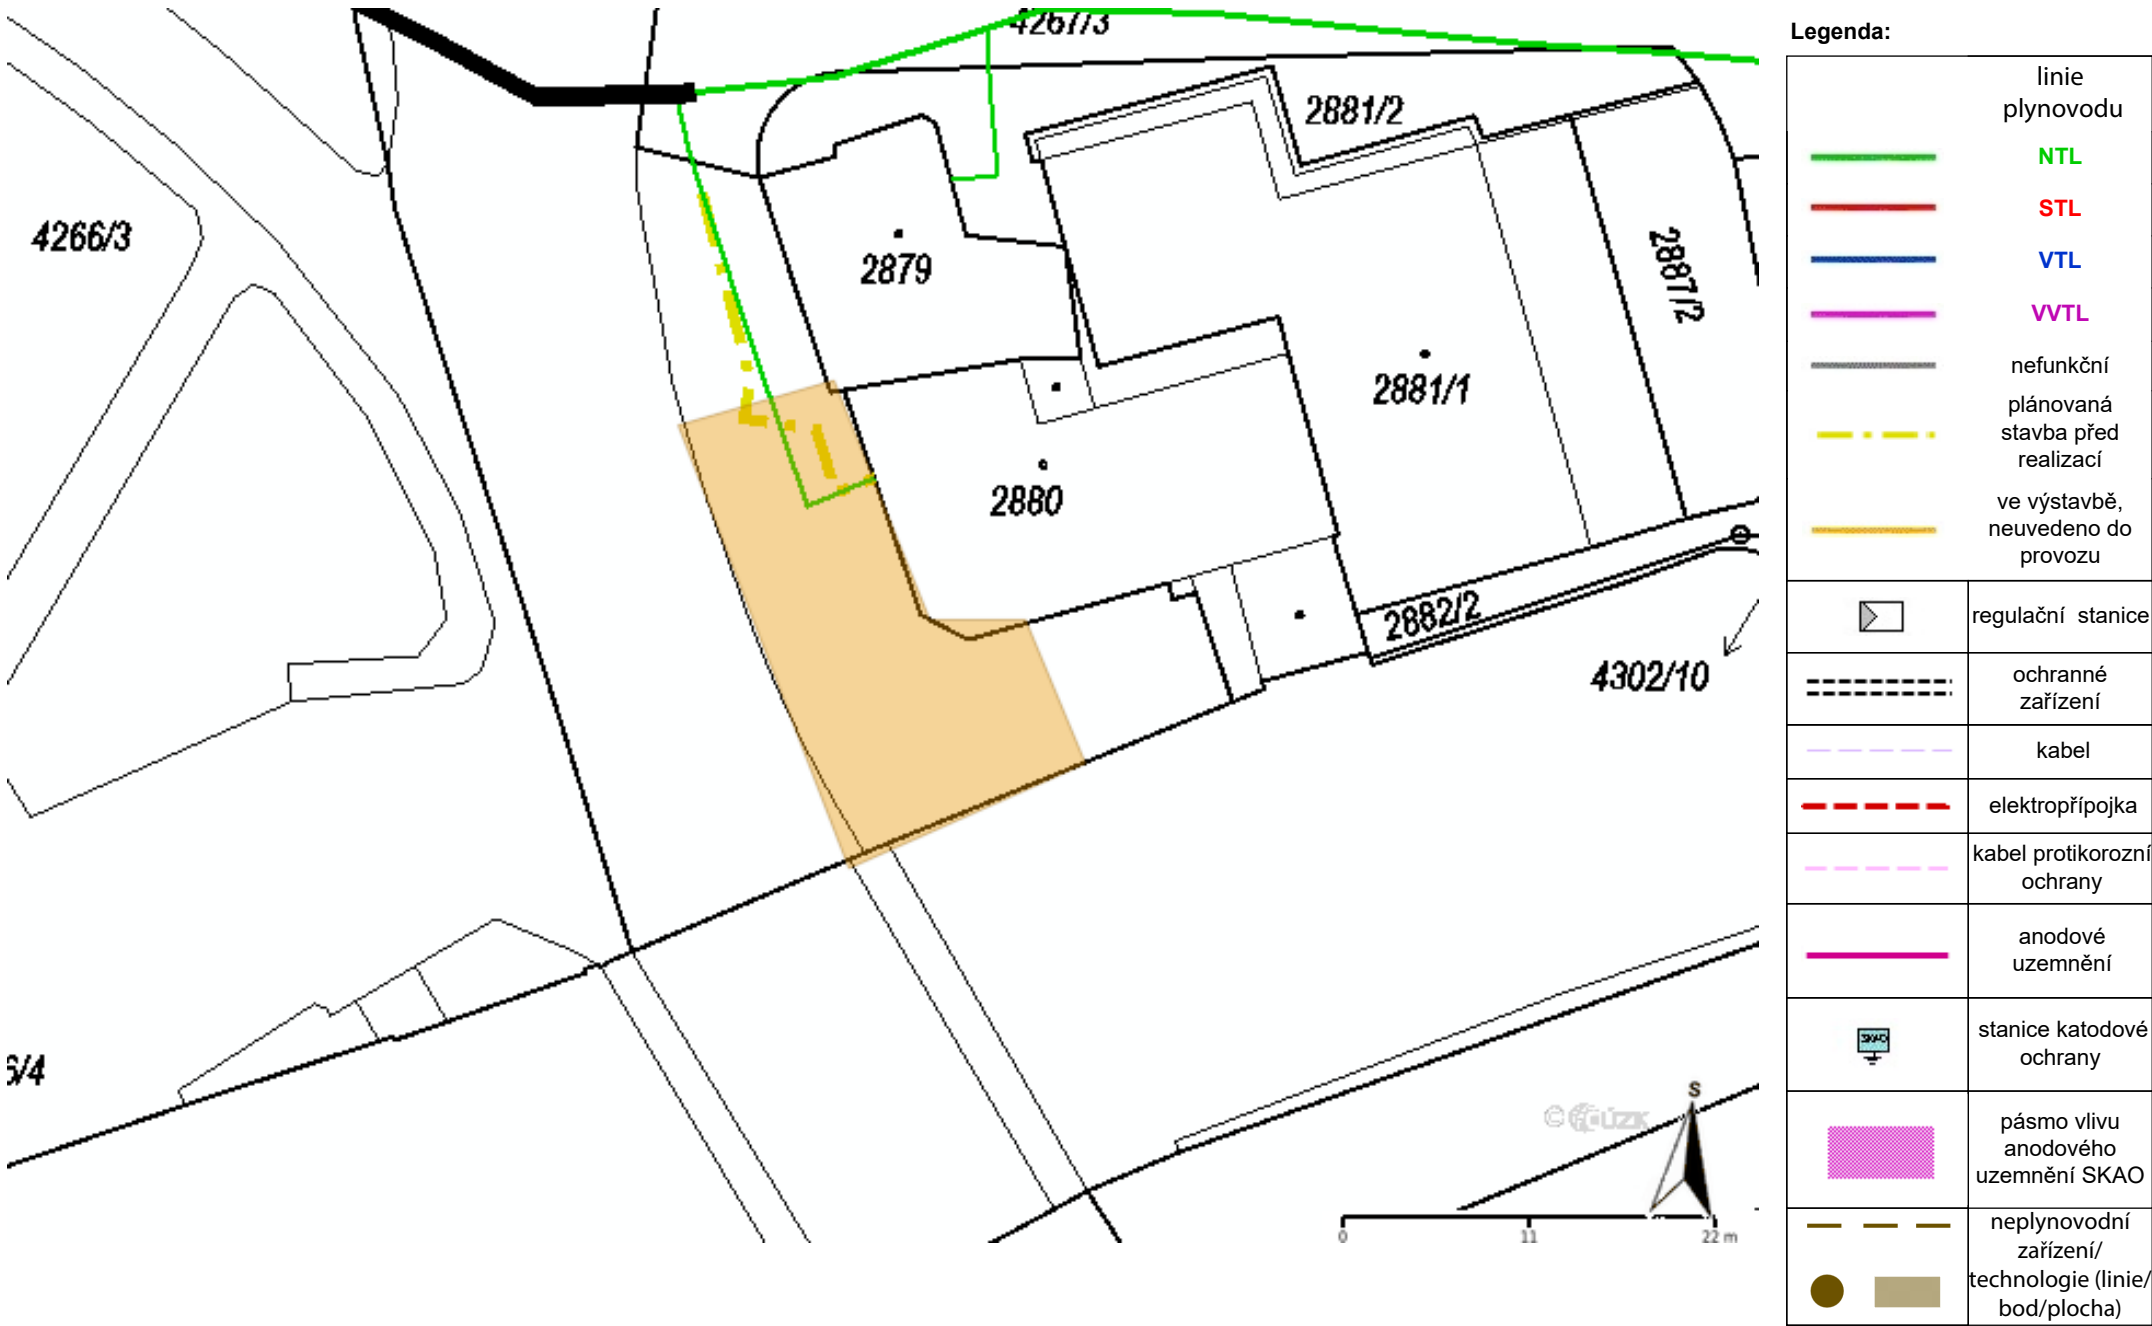 4267/3
2881/2
4266/3
2879
2887/2
2881/1
2880
2882/2
4302/10
6/4
S
© ČÚZK
0 11 22 m
Legenda:
linie
plynovodu
NTL
STL
VTL
VVTL
nefunkční
plánovaná
stavba před
realizací
ve výstavbě,
neuvedeno do
provozu
regulační stanice
ochranné
zařízení
kabel
elektropřípojka
kabel protikorozní
ochrany
anodové
uzemnění
SKAO
stanice katodové
ochrany
pásmo vlivu
anodového
uzemnění SKAO
neplynovodní
zařízení/
technologie (linie/
bod/plocha)